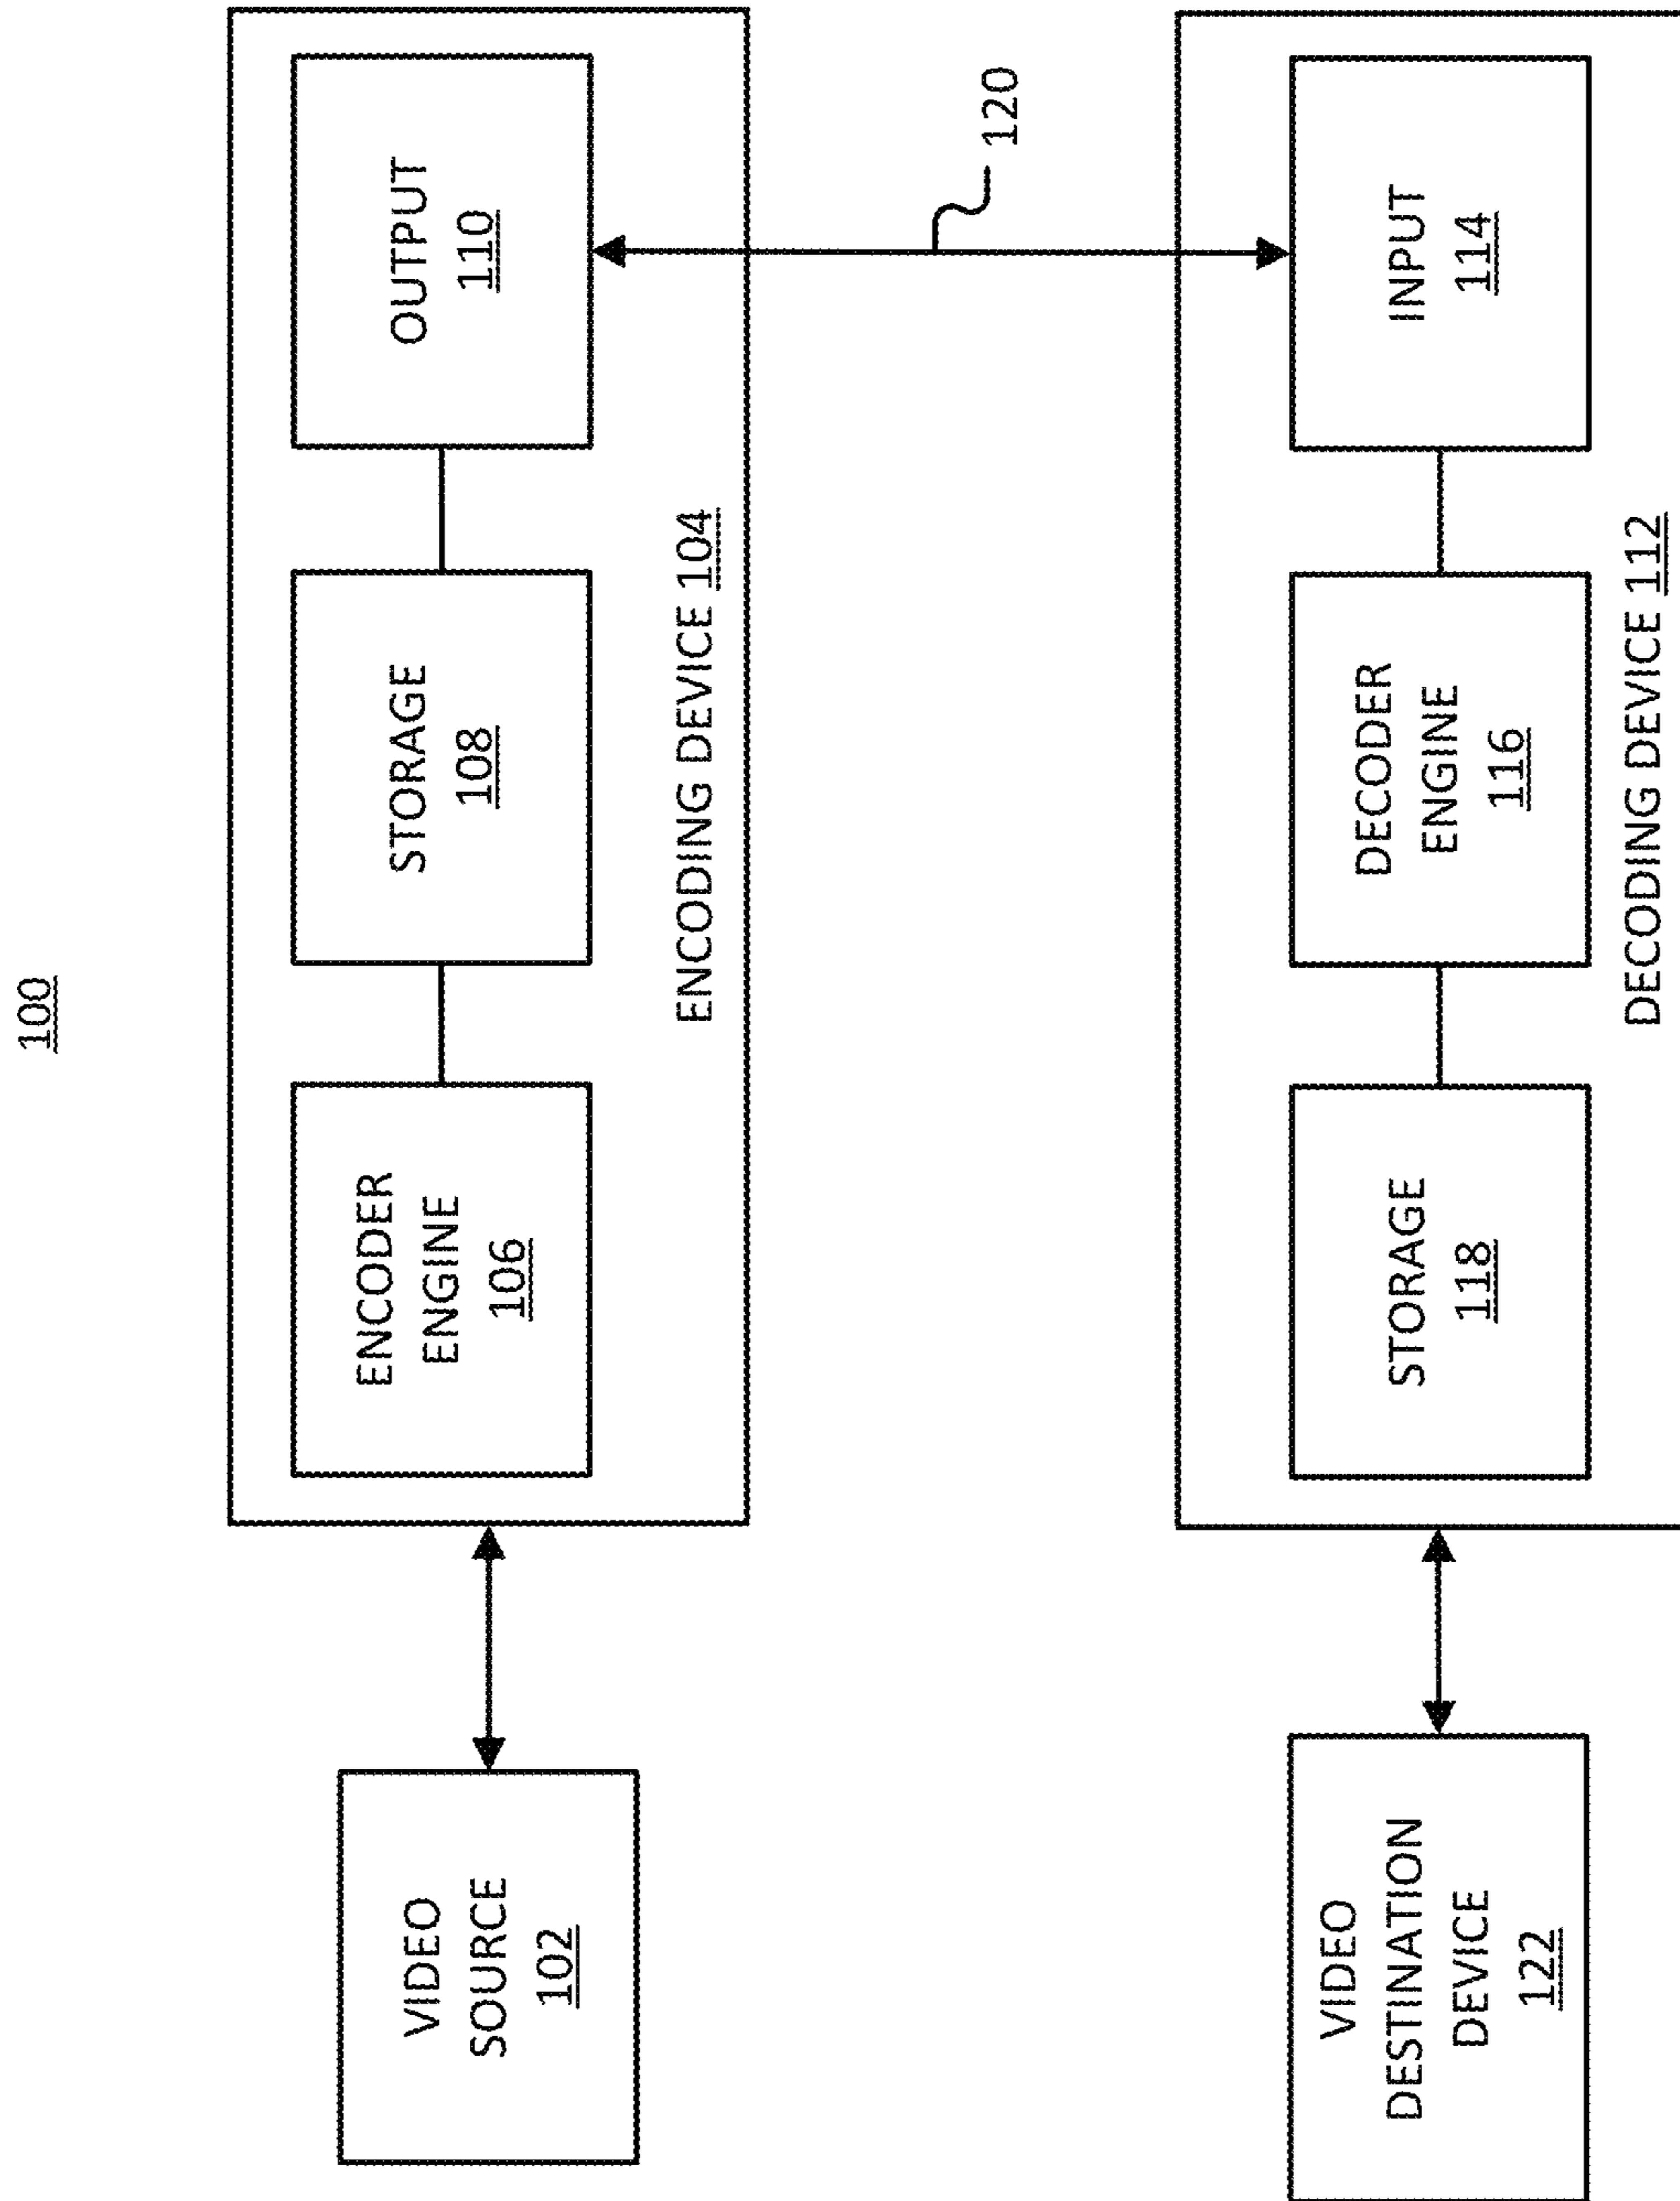 100
VIDEO
SOURCE
102
ENCODER
ENGINE
106
STORAGE
108
OUTPUT
110
ENCODING DEVICE 104
120
VIDEO
DESTINATION
DEVICE
122
STORAGE
118
DECODER
ENGINE
116
INPUT
114
DECODING DEVICE 112